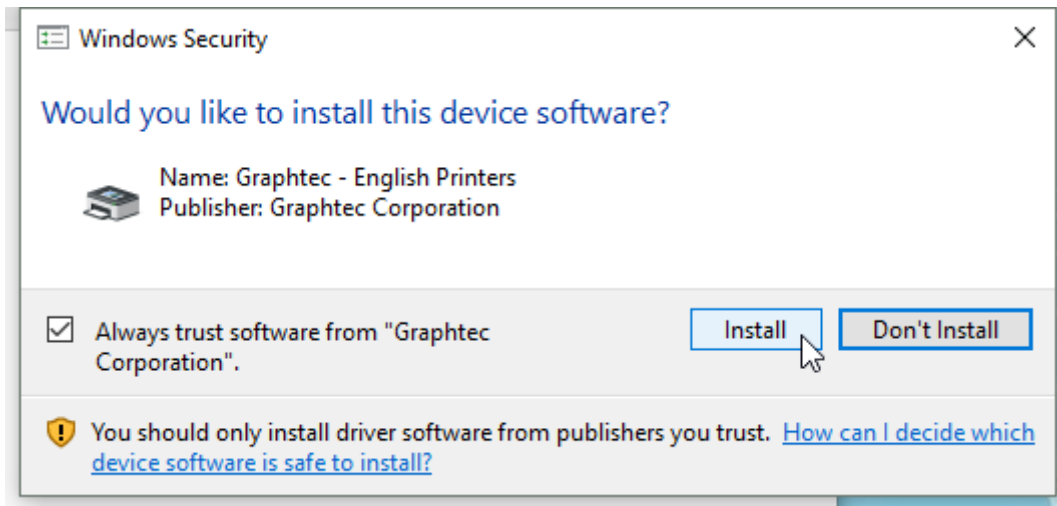 Windows Security
Would you like to install this device software?
Name: Graphtec - English Printers
Publisher: Graphtec Corporation
Always trust software from "Graphtec
Corporation".
Install
Don't Install
You should only install driver software from publishers you trust. How can I decide which
device software is safe to install?